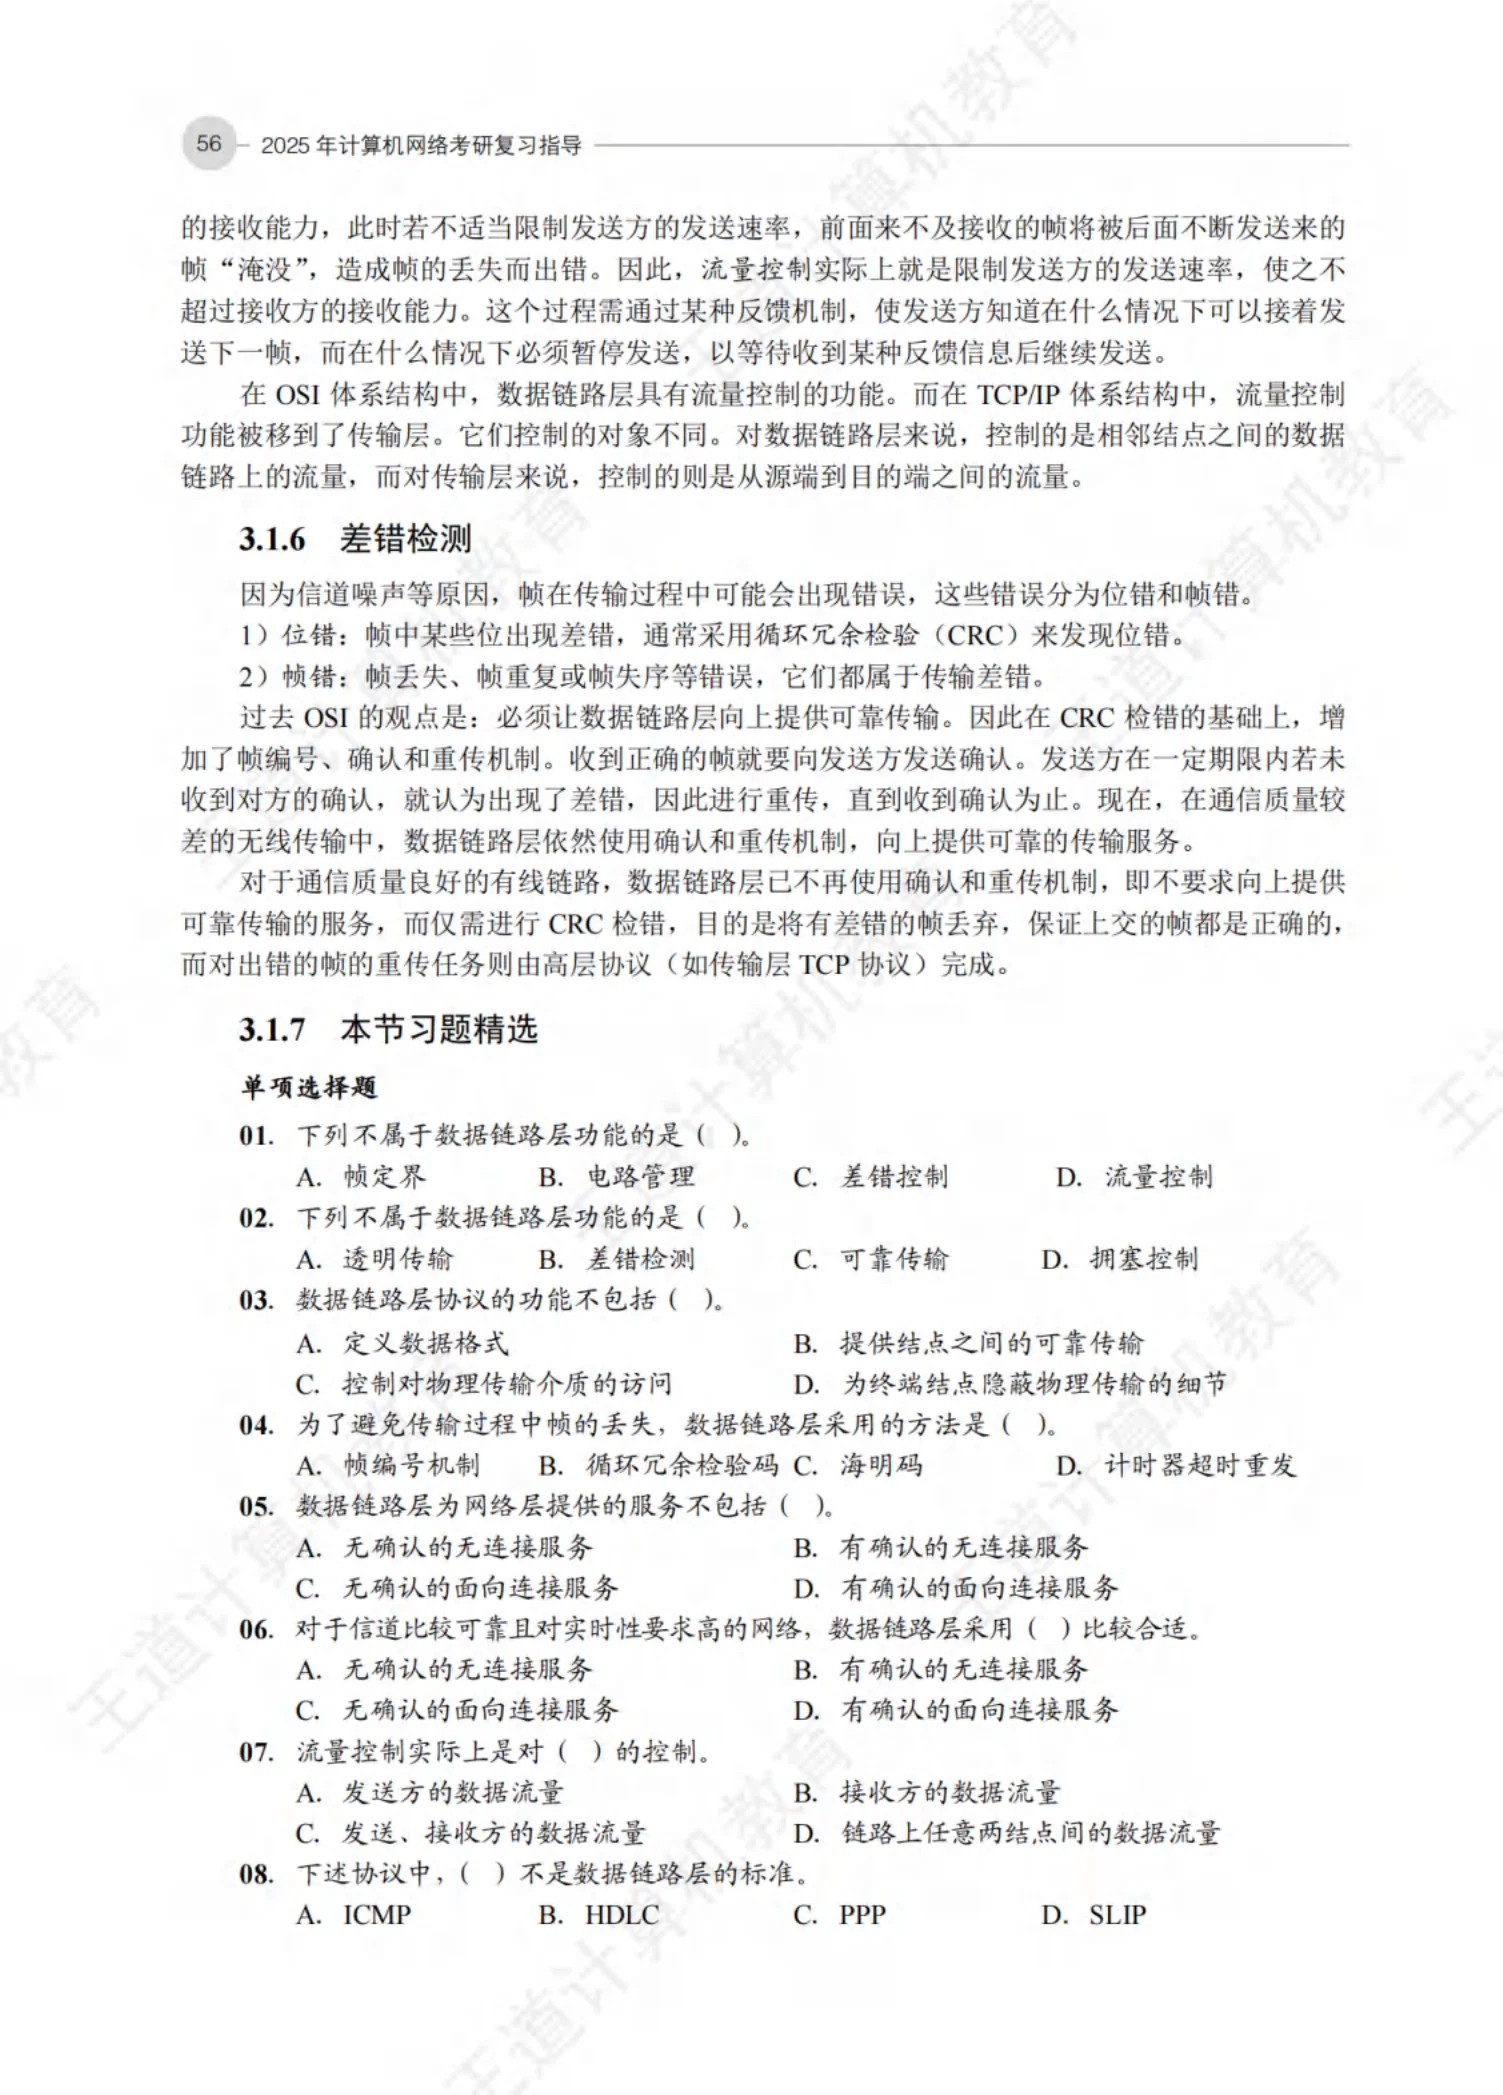 56 2025 年计算机网络考研复习指导
的接收能力，此时若不适当限制发送方的发送速率，前面来不及接收的帧将被后面不断发送来的
帧“淹没”，造成帧的丢失而出错。因此，流量控制实际上就是限制发送方的发送速率，使之不
超过接收方的接收能力。这个过程需通过某种反馈机制，使发送方知道在什么情况下可以接着发
送下一帧，而在什么情况下必须暂停发送，以等待收到某种反馈信息后继续发送。
在 OSI 体系结构中，数据链路层具有流量控制的功能。而在 TCP/IP 体系结构中，流量控制
功能被移到了传输层。它们控制的对象不同。对数据链路层来说，控制的是相邻结点之间的数据
链路上的流量，而对传输层来说，控制的则是从源端到目的端之间的流量。
3.1.6 差错检测
因为信道噪声等原因，帧在传输过程中可能会出现错误，这些错误分为位错和帧错。
1）位错：帧中某些位出现差错，通常采用循环冗余检验（CRC）来发现位错。
2）帧错：帧丢失、帧重复或帧失序等错误，它们都属于传输差错。
过去 OSI 的观点是：必须让数据链路层向上提供可靠传输。因此在 CRC 检错的基础上，增
加了帧编号、确认和重传机制。收到正确的帧就要向发送方发送确认。发送方在一定期限内若未
收到对方的确认，就认为出现了差错，因此进行重传，直到收到确认为止。现在，在通信质量较
差的无线传输中，数据链路层依然使用确认和重传机制，向上提供可靠的传输服务。
对于通信质量良好的有线链路，数据链路层已不再使用确认和重传机制，即不要求向上提供
可靠传输的服务，而仅需进行 CRC 检错，目的是将有差错的帧丢弃，保证上交的帧都是正确的，
而对出错的帧的重传任务则由高层协议（如传输层 TCP 协议）完成。
3.1.7 本节习题精选
单项选择题
01. 下列不属于数据链路层功能的是（ ）。
A. 帧定界 B. 电路管理 C. 差错控制 D. 流量控制
02. 下列不属于数据链路层功能的是（ ）。
A. 透明传输 B. 差错检测 C. 可靠传输 D. 拥塞控制
03. 数据链路层协议的功能不包括（ ）。
A. 定义数据格式 B. 提供结点之间的可靠传输
C. 控制对物理传输介质的访问 D. 为终端结点隐蔽物理传输的细节
04. 为了避免传输过程中帧的丢失，数据链路层采用的方法是（ ）。
A. 帧编号机制 B. 循环冗余检验码 C. 海明码 D. 计时器超时重发
05. 数据链路层为网络层提供的服务不包括（ ）。
A. 无确认的无连接服务 B. 有确认的无连接服务
C. 无确认的面向连接服务 D. 有确认的面向连接服务
06. 对于信道比较可靠且对实时性要求高的网络，数据链路层采用（ ）比较合适。
A. 无确认的无连接服务 B. 有确认的无连接服务
C. 无确认的面向连接服务 D. 有确认的面向连接服务
07. 流量控制实际上是对（ ）的控制。
A. 发送方的数据流量 B. 接收方的数据流量
C. 发送、接收方的数据流量 D. 链路上任意两结点间的数据流量
08. 下述协议中，（ ）不是数据链路层的标准。
A. ICMP B. HDLC C. PPP D. SLIP
王道计算机教育